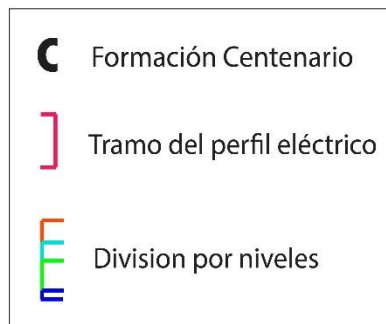 C Formación Centenario
Tramo del perfil eléctrico
Division por niveles